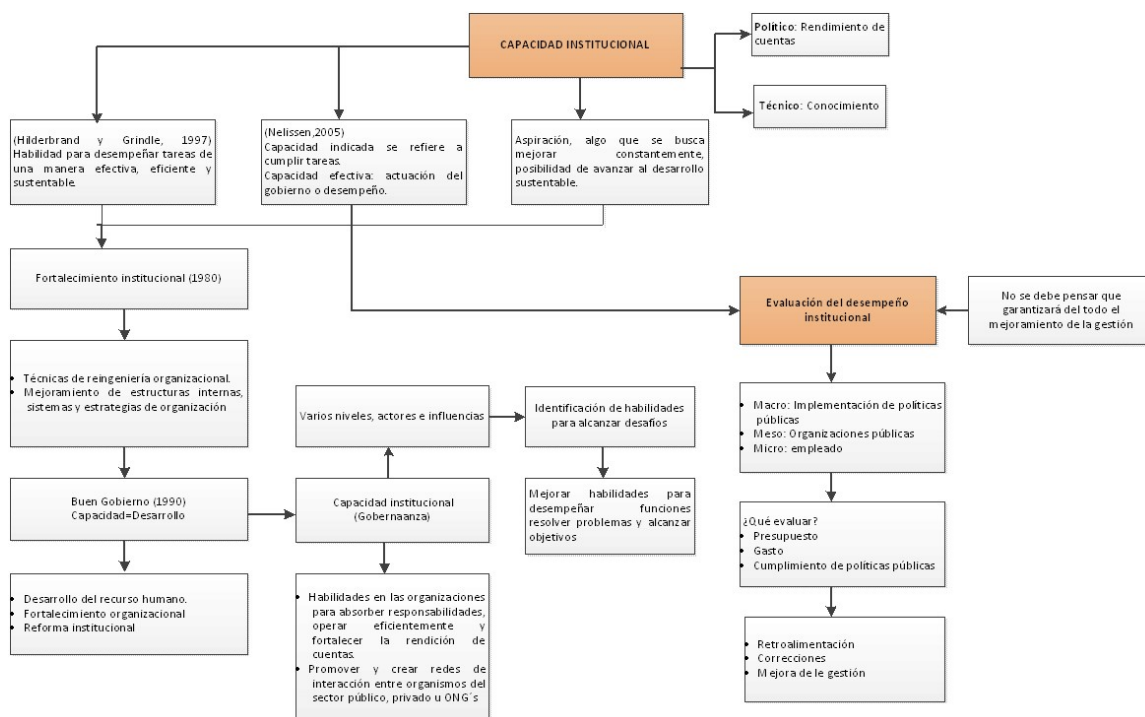 CAPACIDAD INSTITUCIONAL
Político: Rendimiento de
cuentas
Técnico: Conocimiento
(Hilderbrand y Grindle, 1997)
Habilidad para desempeñar tareas de
una manera efectiva, eficiente y
sustentable.
(Nelissen,2005)
Capacidad indicada se refiere a
cumplir tareas.
Capacidad efectiva: actuación del
gobierno o desempeño.
Aspiración, algo que se busca
mejorar constantemente,
posibilidad de avanzar al desarrollo
sustentable.
Fortalecimiento institucional (1980)
Evaluación del desempeño
institucional
No se debe pensar que
garantizará del todo el
mejoramiento de la gestión
• Técnicas de reingeniería organizacional.
• Mejoramiento de estructuras internas,
sistemas y estrategias de organización
Varios niveles, actores e influencias
Identificación de habilidades
para alcanzar desafíos
• Macro: Implementación de políticas
públicas
• Meso: Organizaciones públicas
• Micro: empleado
Buen Gobierno (1990)
Capacidad=Desarrollo
Capacidad institucional
(Gobernaanza)
Mejorar habilidades para
desempeñar funciones
resolver problemas y alcanzar
objetivos
¿Qué evaluar?
• Presupuesto
• Gasto
• Cumplimiento de políticas públicas
• Desarrollo del recurso humano.
• Fortalecimiento organizacional
• Reforma institucional
• Habilidades en las organizaciones
para absorber responsabilidades,
operar eficientemente y
fortalecer la rendición de
cuentas.
• Promover y crear redes de
interacción entre organismos del
sector público, privado u ONG´s
• Retroalimentación
• Correcciones
• Mejora de le gestión